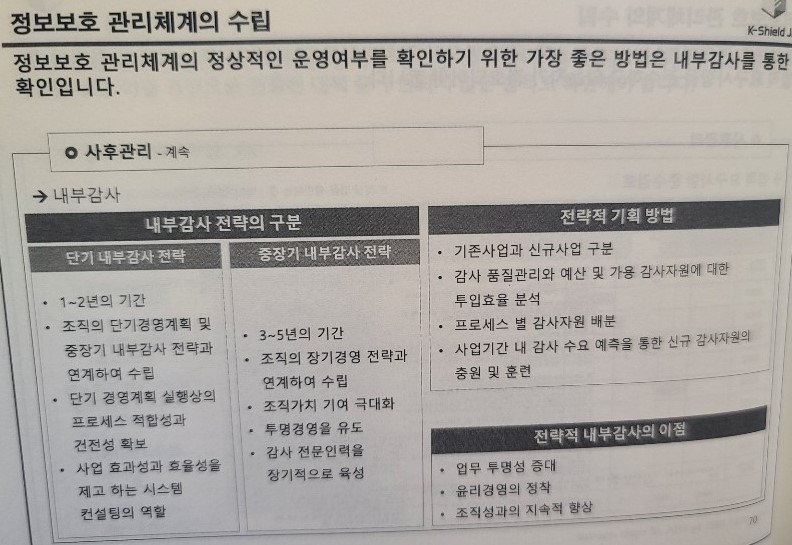 정보보호 관리체계의 수립
K-Shield J
정보보호 관리체계의 정상적인 운영여부를 확인하기 위한 가장 좋은 방법은 내부감사를 통한
확인입니다.
사후관리 - 계속
→ 내부감사
내부감사 전략의 구분
단기 내부감사 전략
• 1~2년의 기간
• 조직의 단기경영계획 및
중장기 내부감사 전략과
연계하여 수립
• 단기 경영계획 실행상의
프로세스 적합성과
건전성 확보
• 사업 효과성과 효율성을
제고 하는 시스템
컨설팅의 역할
중장기 내부감사 전략
• 3~5년의 기간
• 조직의 장기경영 전략과
연계하여 수립
• 조직가치 기여 극대화
• 투명경영을 유도
• 감사 전문인력을
장기적으로 육성
전략적 기획 방법
• 기존사업과 신규사업 구분
• 감사 품질관리와 예산 및 가용 감사자원에 대한
투입효율 분석
• 프로세스 별 감사자원 배분
• 사업기간 내 감사 수요 예측을 통한 신규 감사자원의
충원 및 훈련
전략적 내부감사의 이점
• 업무 투명성 증대
• 윤리경영의 정착
• 조직성과의 지속적 향상
70